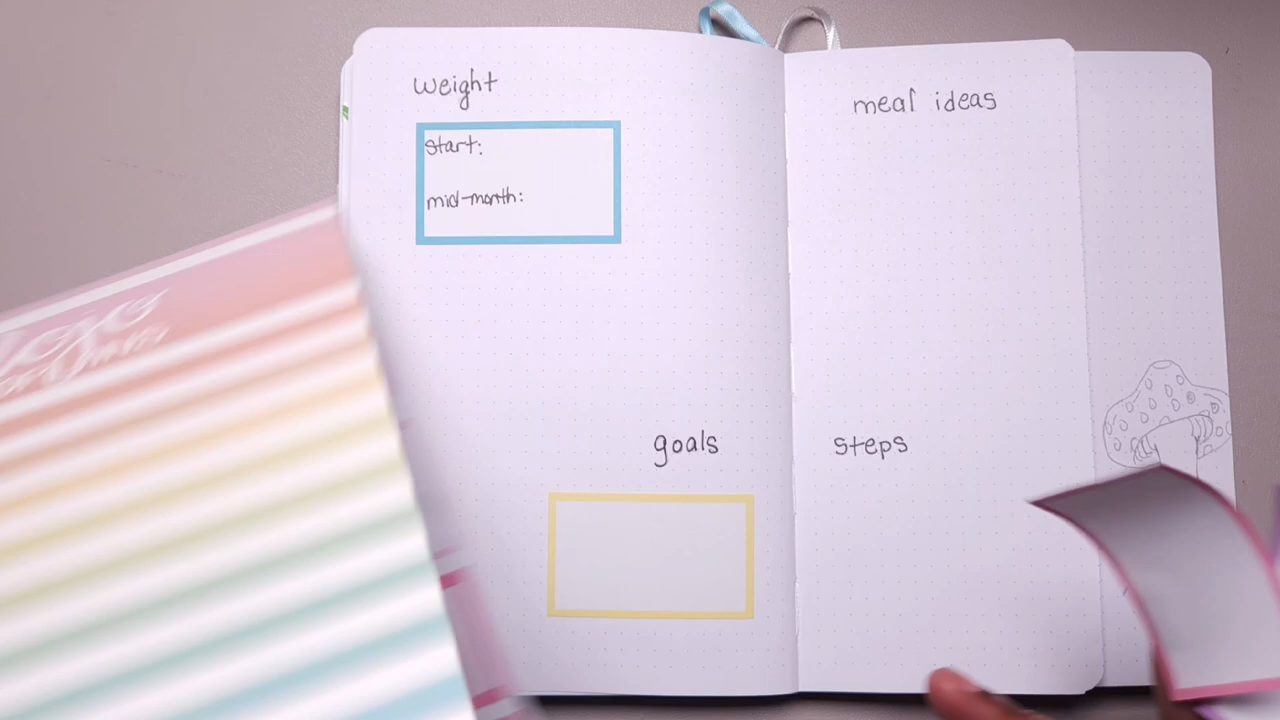 weight
start:
mid-month:
meal ideas
goals
steps